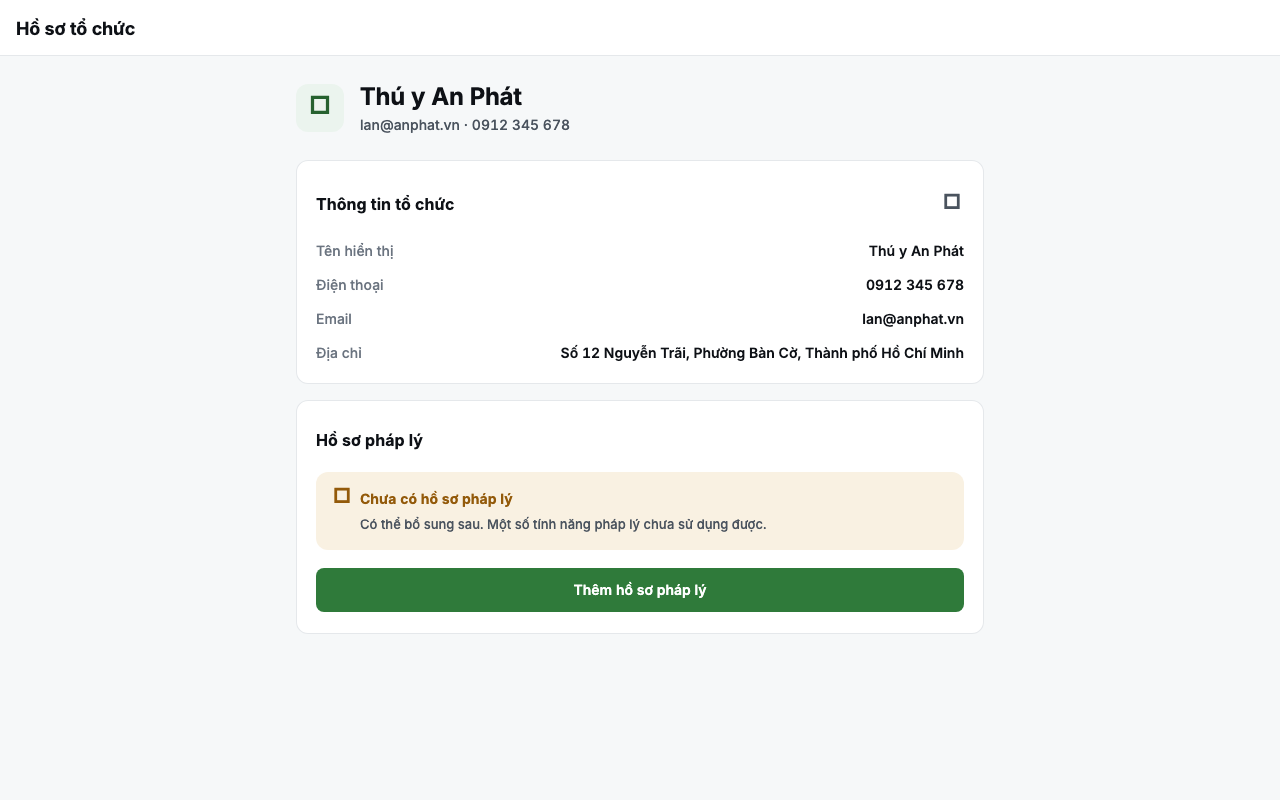 Hồ sơ tổ chức
Thú y An Phát
lan@anphat.vn · 0912 345 678
Thông tin tổ chức
Tên hiển thị
Thú y An Phát
Điện thoại
0912 345 678
Email
lan@anphat.vn
Địa chỉ
Số 12 Nguyễn Trãi, Phường Bàn Cờ, Thành phố Hồ Chí Minh
Hồ sơ pháp lý
Chưa có hồ sơ pháp lý
Có thể bổ sung sau. Một số tính năng pháp lý chưa sử dụng được.
Thêm hồ sơ pháp lý